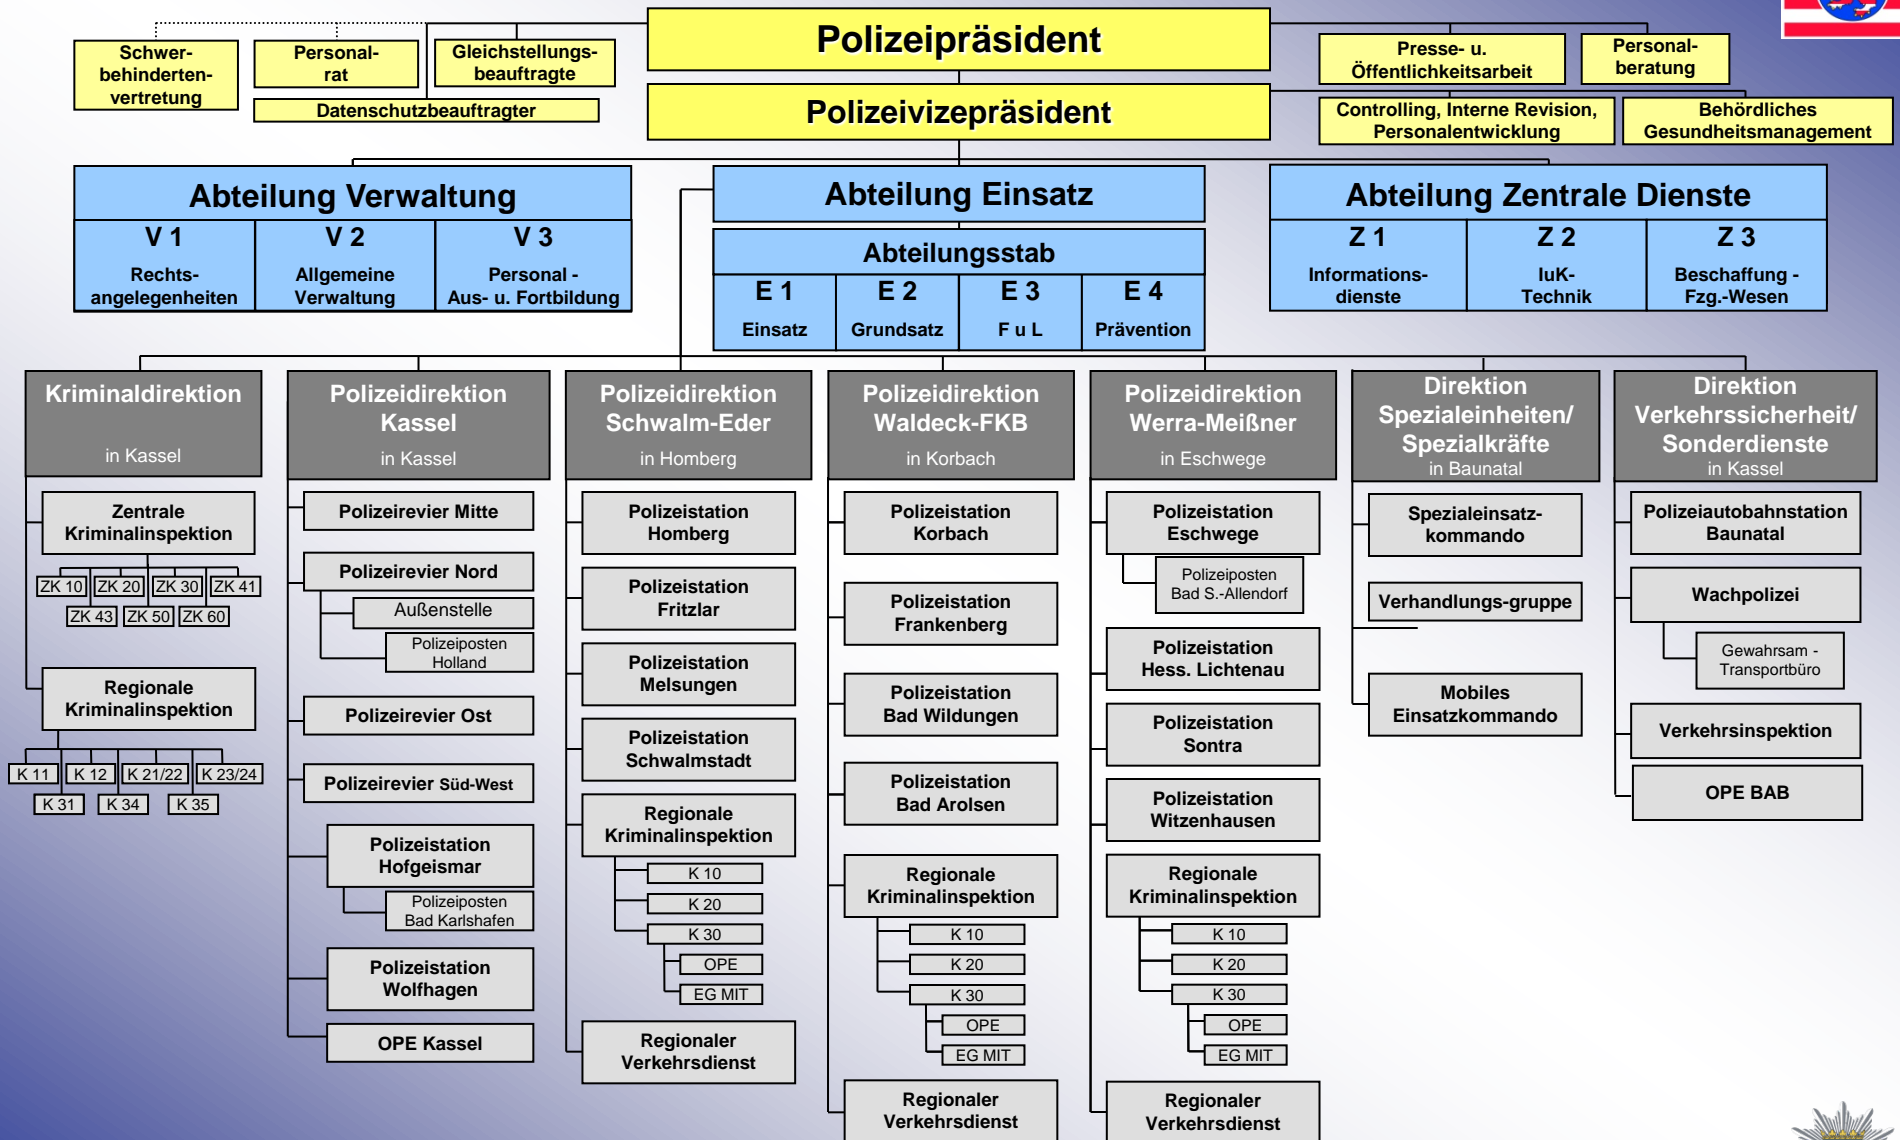 Polizeipräsident
Schwer-
behinderten-
vertretung
Personal-
rat
Gleichstellungs-
beauftragte
Datenschutzbeauftragter
Presse- u.
Öffentlichkeitsarbeit
Personal-
beratung
Polizeivizepräsident
Controlling, Interne Revision,
Personalentwicklung
Behördliches
Gesundheitsmanagement
Abteilung Verwaltung
V 1
Rechts-
angelegenheiten
V 2
Allgemeine
Verwaltung
V 3
Personal -
Aus- u. Fortbildung
Abteilung Einsatz
Abteilungsstab
E 1
Einsatz
E 2
Grundsatz
E 3
F u L
E 4
Prävention
Abteilung Zentrale Dienste
Z 1
Informations-
dienste
Z 2
IuK-
Technik
Z 3
Beschaffung -
Fzg.-Wesen
Kriminaldirektion
in Kassel
Zentrale
Kriminalinspektion
ZK 10
ZK 20
ZK 30
ZK 41
ZK 43
ZK 50
ZK 60
Regionale
Kriminalinspektion
K 11
K 12
K 21/22
K 23/24
K 31
K 34
K 35
Polizeidirektion
Kassel
in Kassel
Polizeirevier Mitte
Polizeirevier Nord
Außenstelle
Polizeiposten
Holland
Polizeirevier Ost
Polizeirevier Süd-West
Polizeistation
Hofgeismar
Polizeiposten
Bad Karlshafen
Polizeistation
Wolfhagen
OPE Kassel
Polizeidirektion
Schwalm-Eder
in Homberg
Polizeistation
Homberg
Polizeistation
Fritzlar
Polizeistation
Melsungen
Polizeistation
Schwalmstadt
Regionale
Kriminalinspektion
K 10
K 20
K 30
OPE
EG MIT
Regionaler
Verkehrsdienst
Polizeidirektion
Waldeck-FKB
in Korbach
Polizeistation
Korbach
Polizeistation
Frankenberg
Polizeistation
Bad Wildungen
Polizeistation
Bad Arolsen
Regionale
Kriminalinspektion
K 10
K 20
K 30
OPE
EG MIT
Regionaler
Verkehrsdienst
Polizeidirektion
Werra-Meißner
in Eschwege
Polizeistation
Eschwege
Polizeiposten
Bad S.-Allendorf
Polizeistation
Hess. Lichtenau
Polizeistation
Sontra
Polizeistation
Witzenhausen
Regionale
Kriminalinspektion
K 10
K 20
K 30
OPE
EG MIT
Regionaler
Verkehrsdienst
Direktion
Spezialeinheiten/
Spezialkräfte
in Baunatal
Spezialeinsatz-
kommando
Verhandlungs-gruppe
Mobiles
Einsatzkommando
Direktion
Verkehrssicherheit/
Sonderdienste
in Kassel
Polizeiautobahnstation
Baunatal
Wachpolizei
Gewahrsam -
Transportbüro
Verkehrsinspektion
OPE BAB